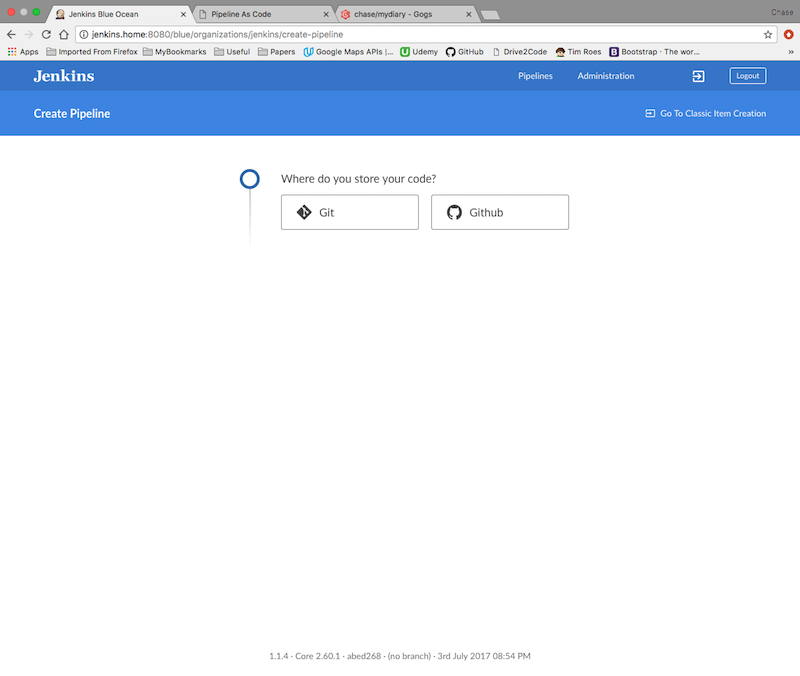 Jenkins Blue Ocean
Pipeline As Code
chase/mydiary - Gogs
Chase
jenkins.home:8080/blue/organizations/jenkins/create-pipeline
Apps Imported From Firefox MyBookmarks Useful Papers Google Maps APIs |... Udemy GitHub Drive2Code Tim Roes Bootstrap · The wor... »
Jenkins Pipelines Administration Logout
Create Pipeline Go To Classic Item Creation
Where do you store your code?
Git Github
1.1.4 · Core 2.60.1 · abed268 · (no branch) · 3rd July 2017 08:54 PM